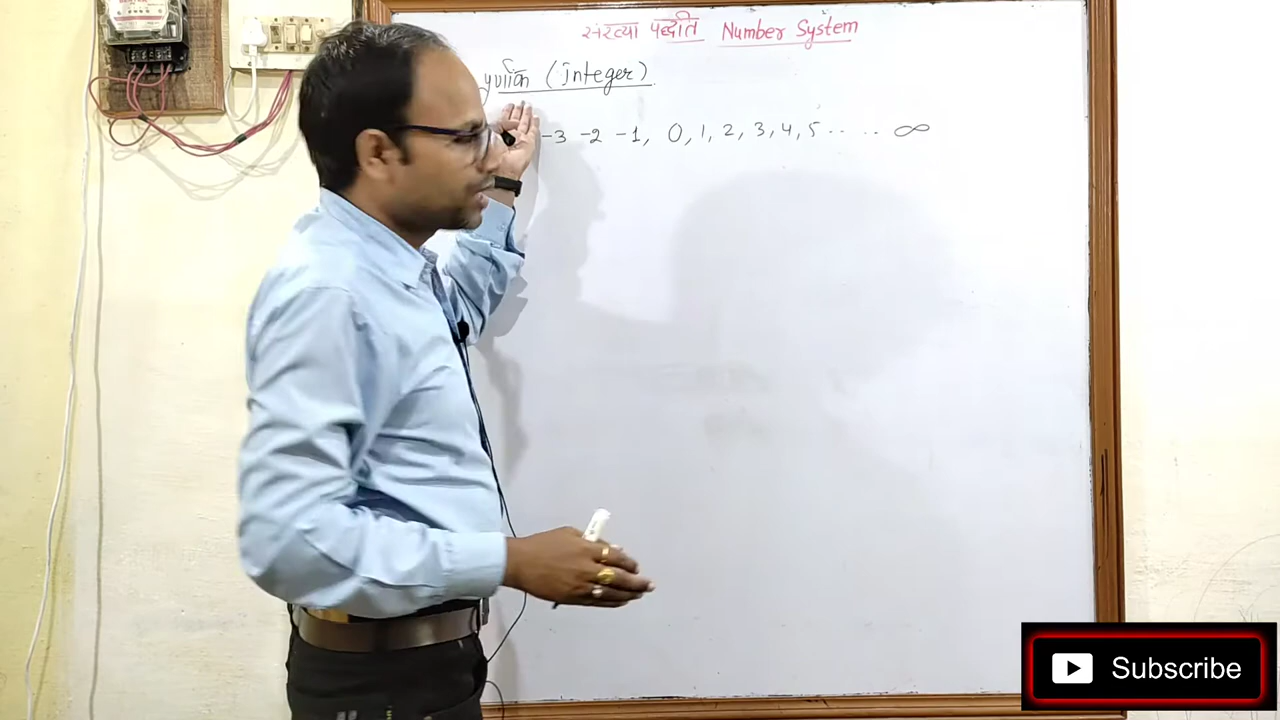 संख्या पद्धति Number System
पुर्णांक (Integer)
-3 -2 -1, 0, 1, 2, 3, 4, 5 .. .. ∞
Subscribe